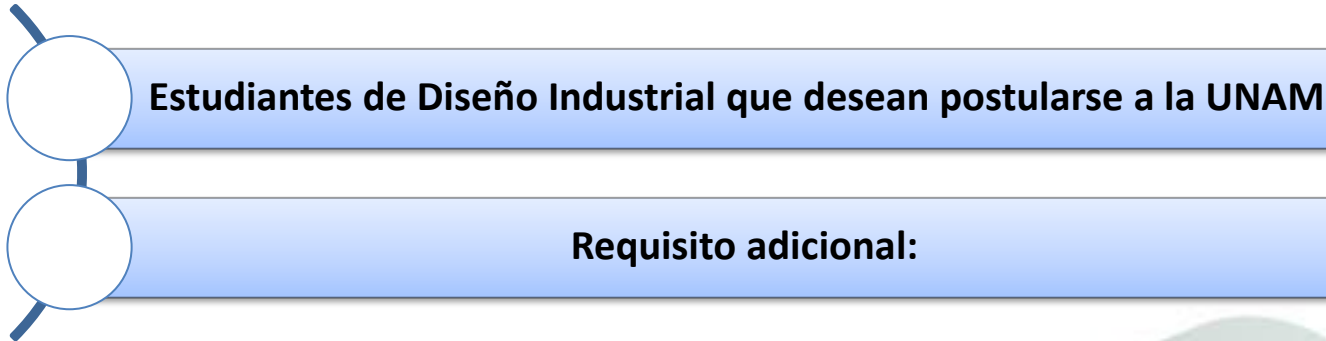 Estudiantes de Diseño Industrial que desean postularse a la UNAM
Requisito adicional: